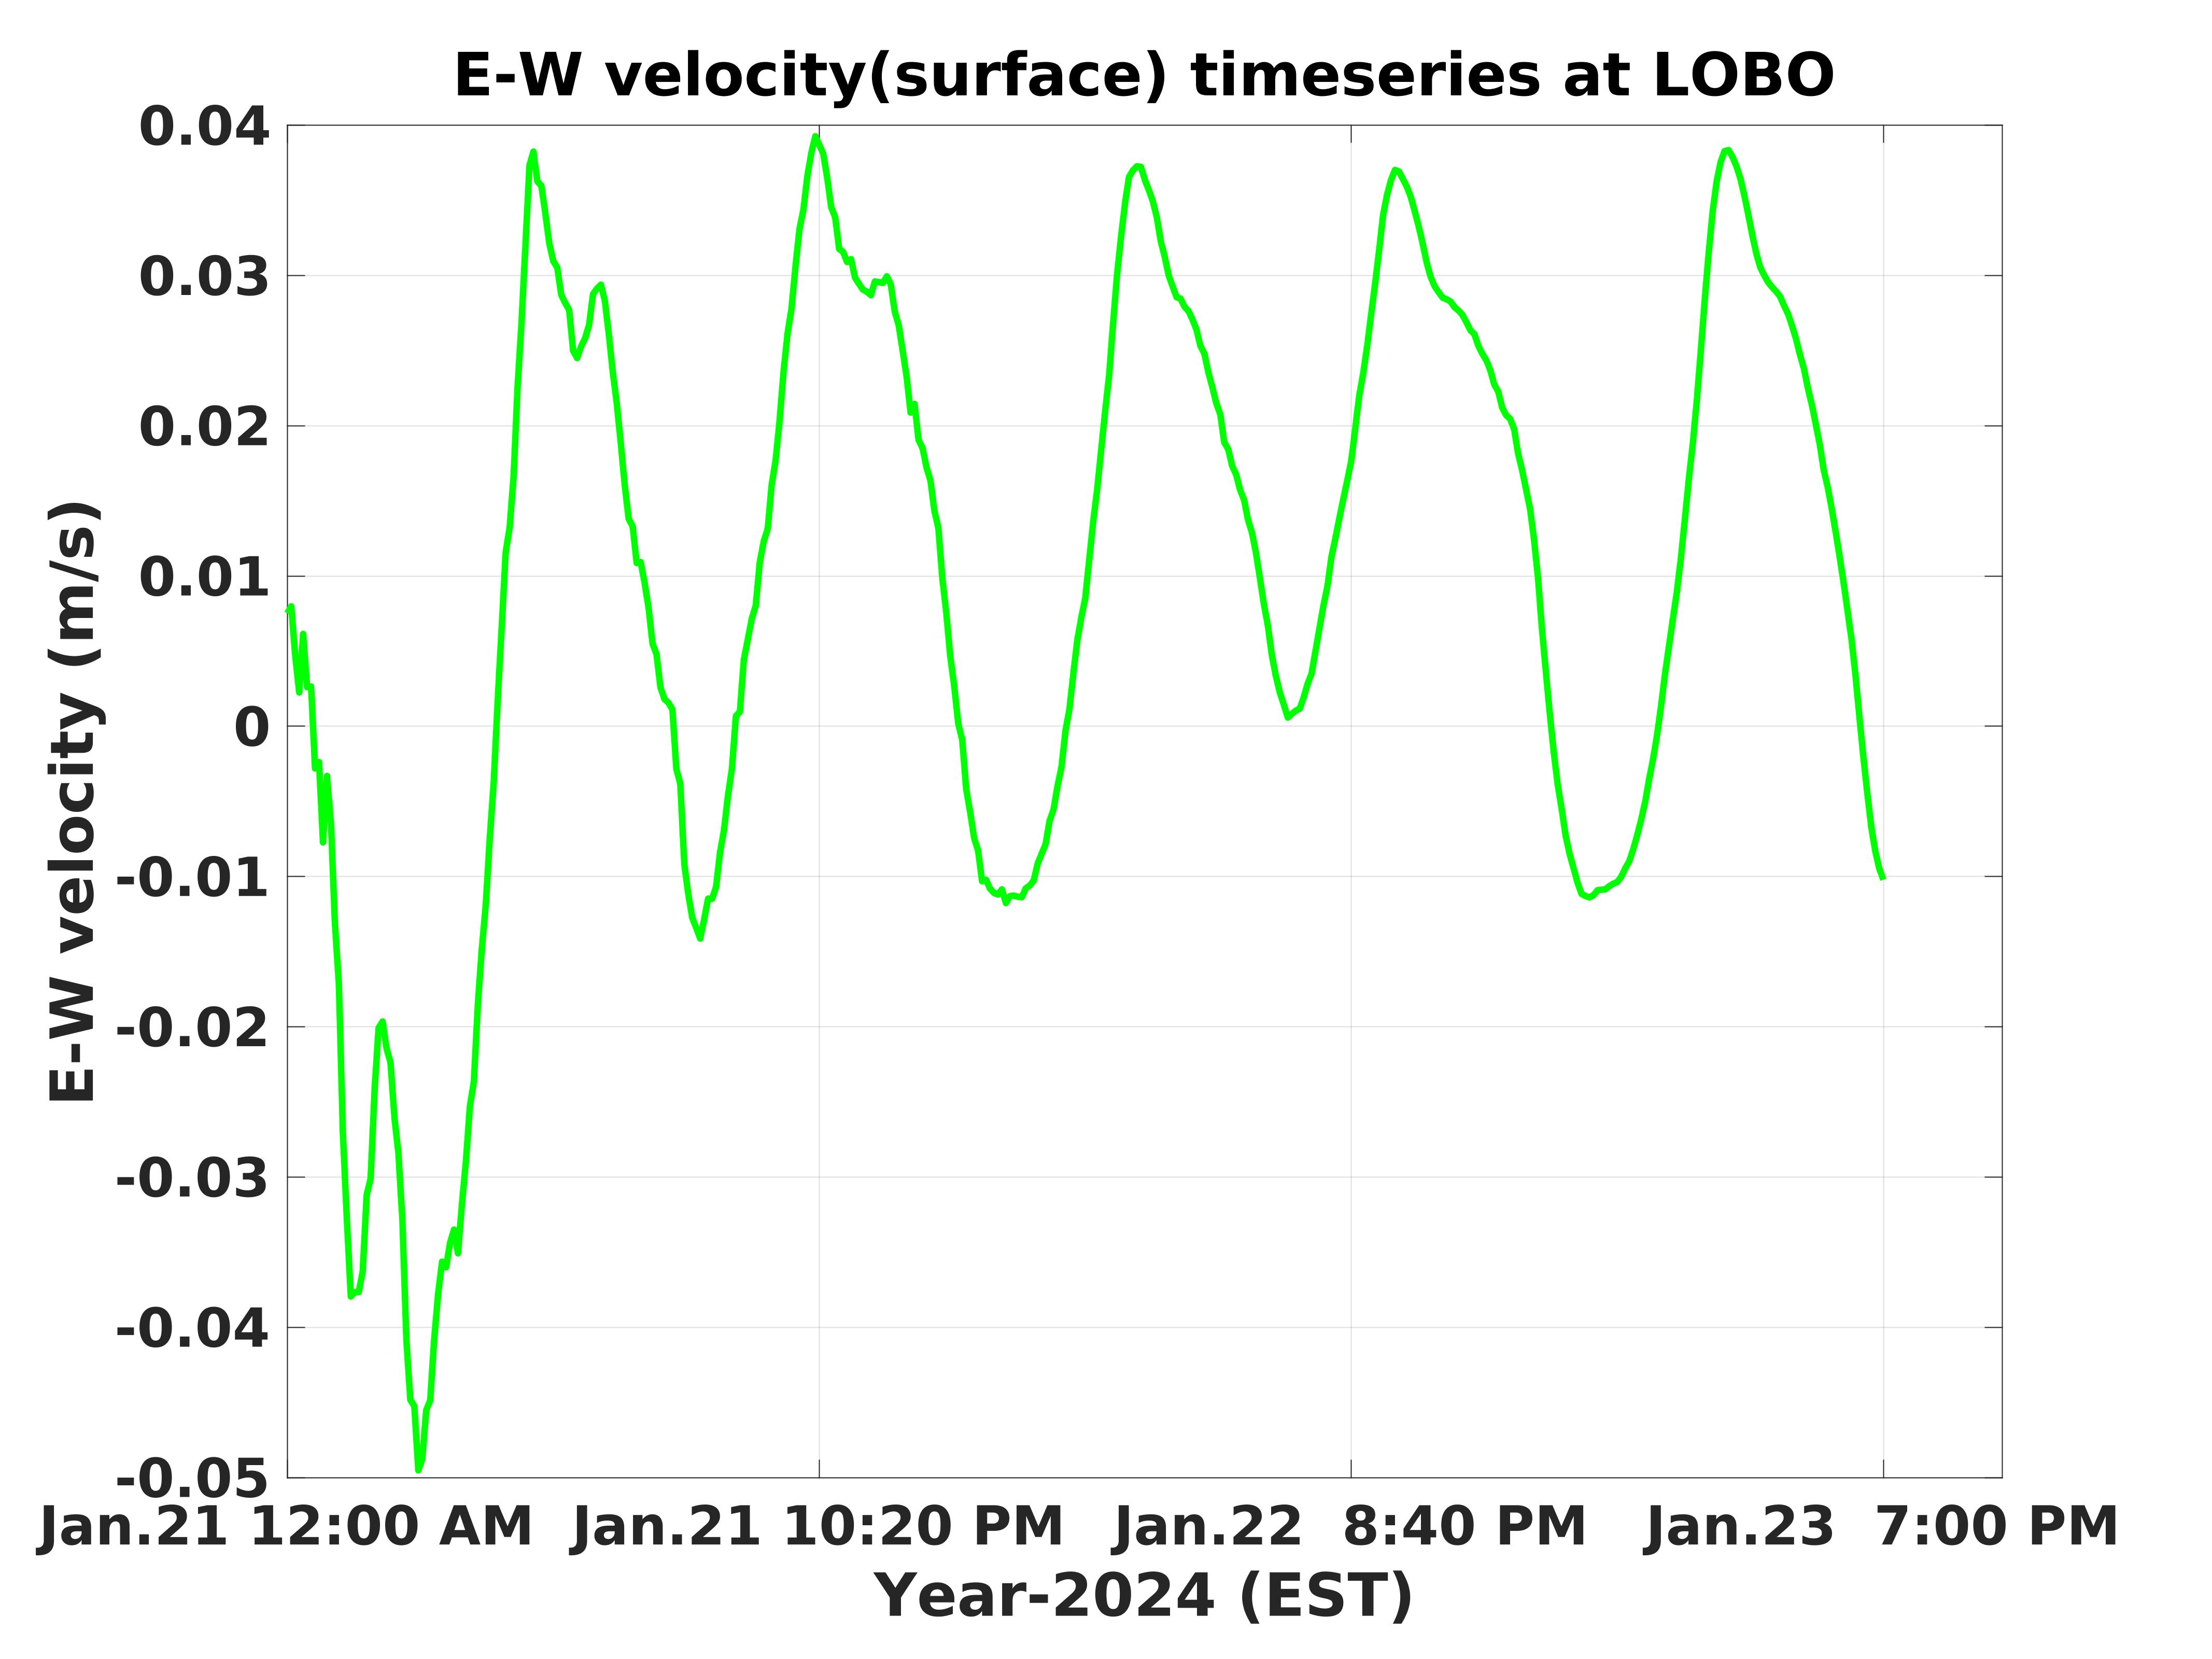 E-W velocity(surface) timeseries at LOBO
0.04
0.03
0.02
0.01
0
-0.01
-0.02
-0.03
-0.04
-0.05
E-W velocity (m/s)
Jan.21 12:00 AM Jan.21 10:20 PM Jan.22 8:40 PM Jan.23 7:00 PM
Year-2024 (EST)